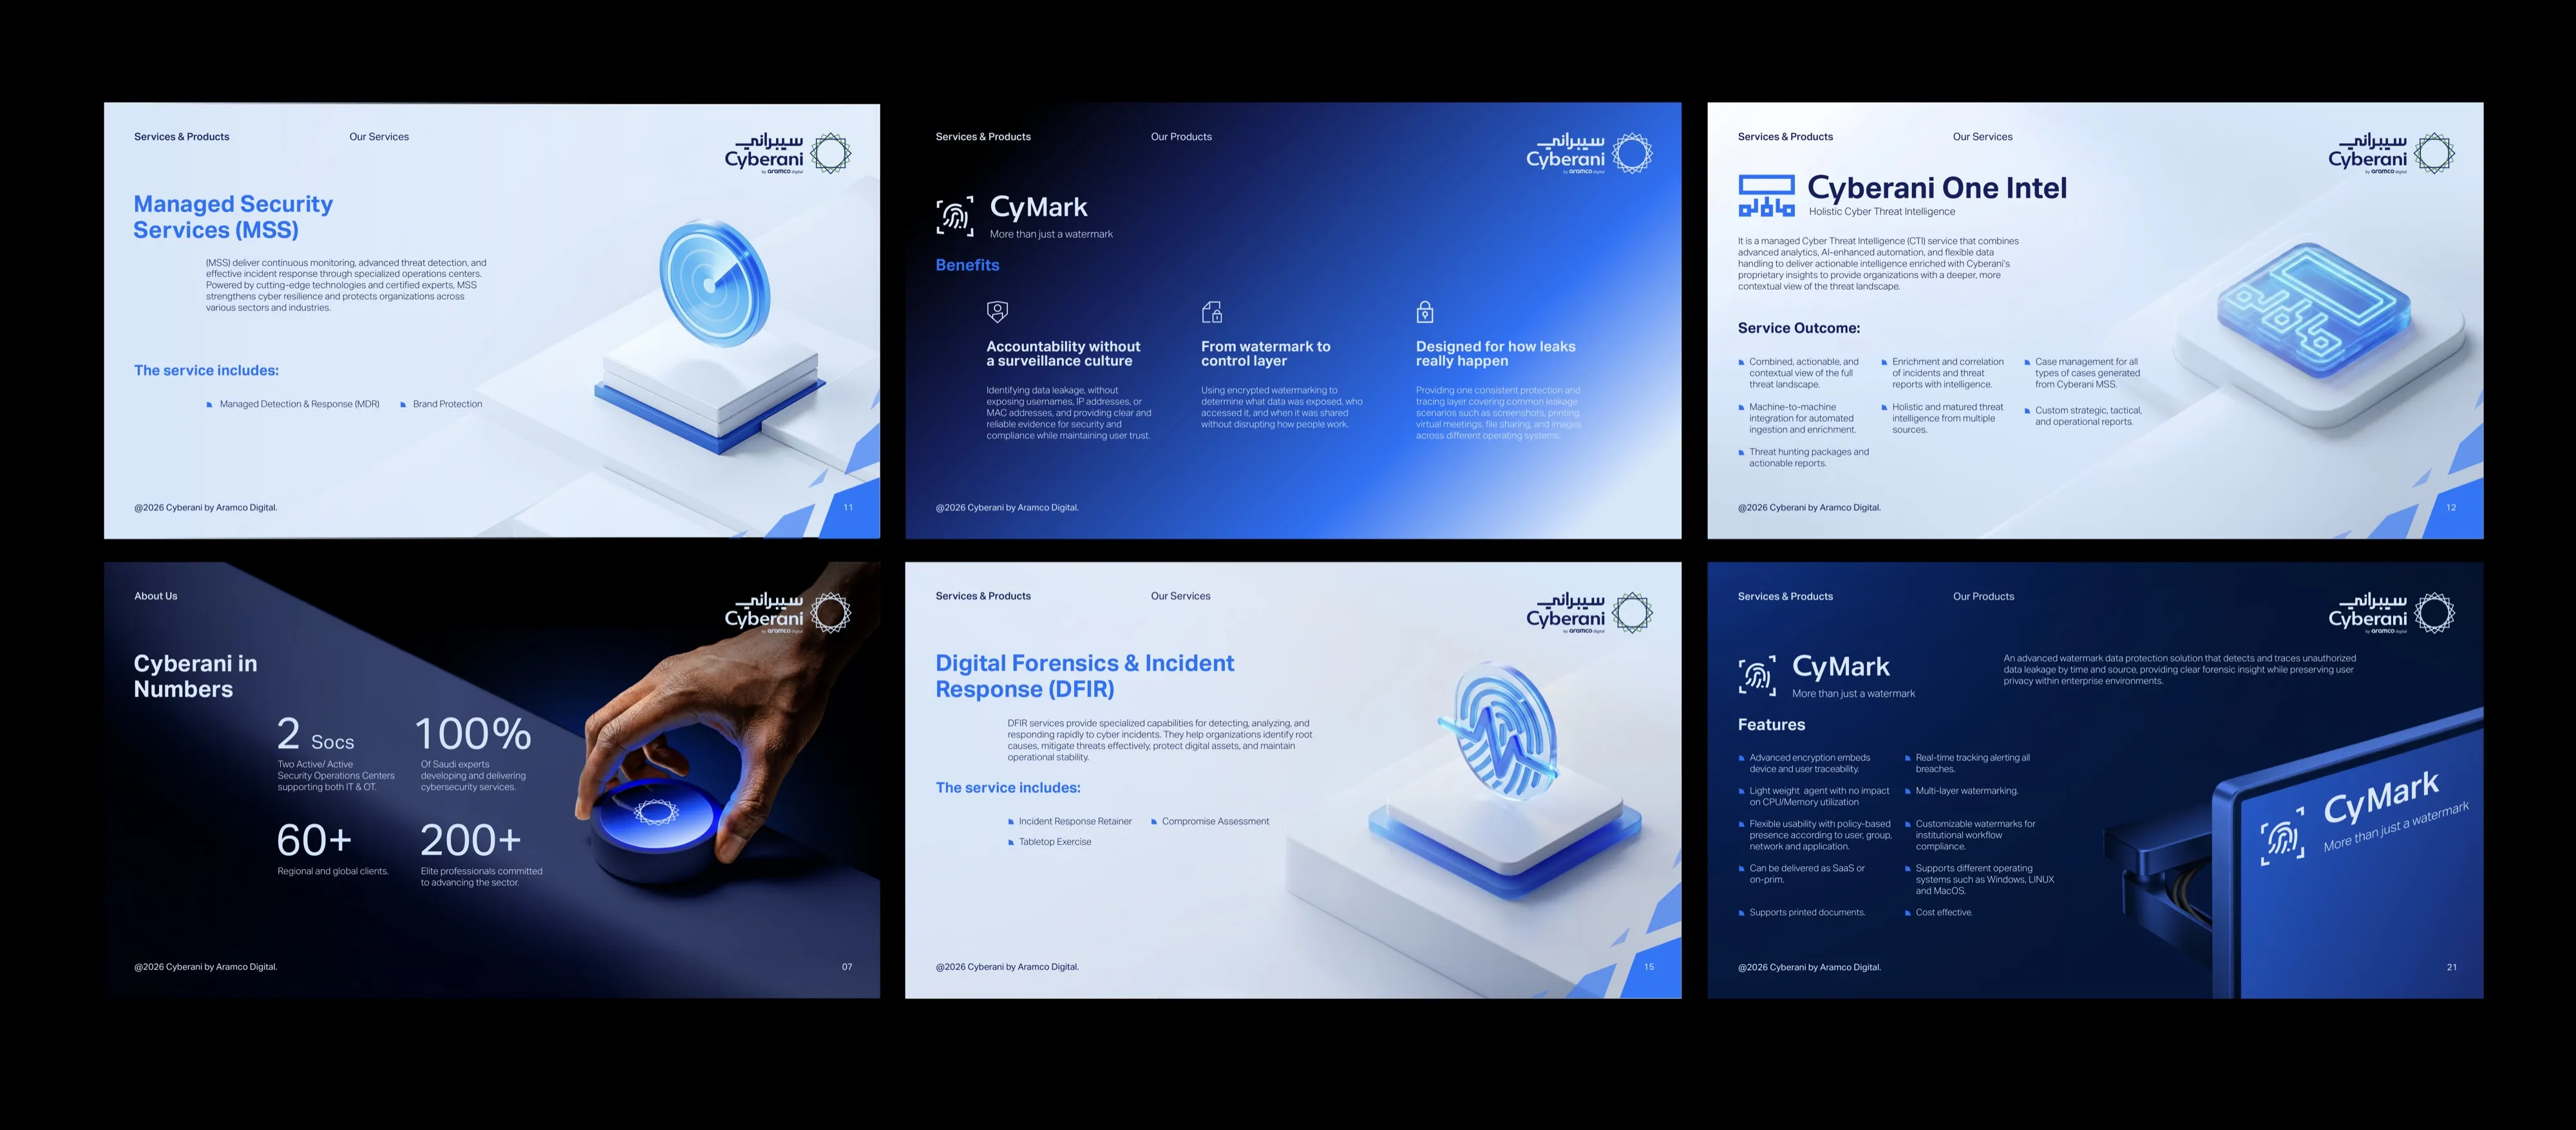 Services & Products
Our Services
سيبراني
Cyberani
by aramco digital
Managed Security
Services (MSS)
(MSS) deliver continuous monitoring, advanced threat detection, and
effective incident response through specialized operations centers.
Powered by cutting-edge technologies and certified experts, MSS
strengthens cyber resilience and protects organizations across
various sectors and industries.
The service includes:
Managed Detection & Response (MDR)
Brand Protection
@2026 Cyberani by Aramco Digital.
11
Services & Products
Our Products
سيبراني
Cyberani
by aramco digital
CyMark
More than just a watermark
Benefits
Accountability without
a surveillance culture
Identifying data leakage, without
exposing usernames, IP addresses, or
MAC addresses, and providing clear and
reliable evidence for security and
compliance while maintaining user trust.
From watermark to
control layer
Using encrypted watermarking to
determine what data was exposed, who
accessed it, and when it was shared
without disrupting how people work.
Designed for how leaks
really happen
Providing one consistent protection and
tracing layer covering common leakage
scenarios such as screenshots, printing,
virtual meetings, file sharing, and images
across different operating systems.
@2026 Cyberani by Aramco Digital.
Services & Products
Our Services
سيبراني
Cyberani
by aramco digital
Cyberani One Intel
Holistic Cyber Threat Intelligence
It is a managed Cyber Threat Intelligence (CTI) service that combines
advanced analytics, AI-enhanced automation, and flexible data
handling to deliver actionable intelligence enriched with Cyberani's
proprietary insights to provide organizations with a deeper, more
contextual view of the threat landscape.
Service Outcome:
Combined, actionable, and
contextual view of the full
threat landscape.
Enrichment and correlation
of incidents and threat
reports with intelligence.
Case management for all
types of cases generated
from Cyberani MSS.
Machine-to-machine
integration for automated
ingestion and enrichment.
Holistic and matured threat
intelligence from multiple
sources.
Custom strategic, tactical,
and operational reports.
Threat hunting packages and
actionable reports.
@2026 Cyberani by Aramco Digital.
12
About Us
سيبراني
Cyberani
by aramco digital
Cyberani in
Numbers
2 Socs
Two Active/ Active
Security Operations Centers
supporting both IT & OT.
100%
Of Saudi experts
developing and delivering
cybersecurity services.
60+
Regional and global clients.
200+
Elite professionals committed
to advancing the sector.
@2026 Cyberani by Aramco Digital.
07
Services & Products
Our Services
سيبراني
Cyberani
by aramco digital
Digital Forensics & Incident
Response (DFIR)
DFIR services provide specialized capabilities for detecting, analyzing, and
responding rapidly to cyber incidents. They help organizations identify root
causes, mitigate threats effectively, protect digital assets, and maintain
operational stability.
The service includes:
Incident Response Retainer
Compromise Assessment
Tabletop Exercise
@2026 Cyberani by Aramco Digital.
15
Services & Products
Our Products
سيبراني
Cyberani
by aramco digital
CyMark
More than just a watermark
An advanced watermark data protection solution that detects and traces unauthorized
data leakage by time and source, providing clear forensic insight while preserving user
privacy within enterprise environments.
Features
Advanced encryption embeds
device and user traceability.
Real-time tracking alerting all
breaches.
Light weight agent with no impact
on CPU/Memory utilization
Multi-layer watermarking.
Flexible usability with policy-based
presence according to user, group,
network and application.
Customizable watermarks for
institutional workflow
compliance.
Can be delivered as SaaS or
on-prim.
Supports different operating
systems such as Windows, LINUX
and MacOS.
Supports printed documents.
Cost effective.
CyMark
More than just a watermark
@2026 Cyberani by Aramco Digital.
21